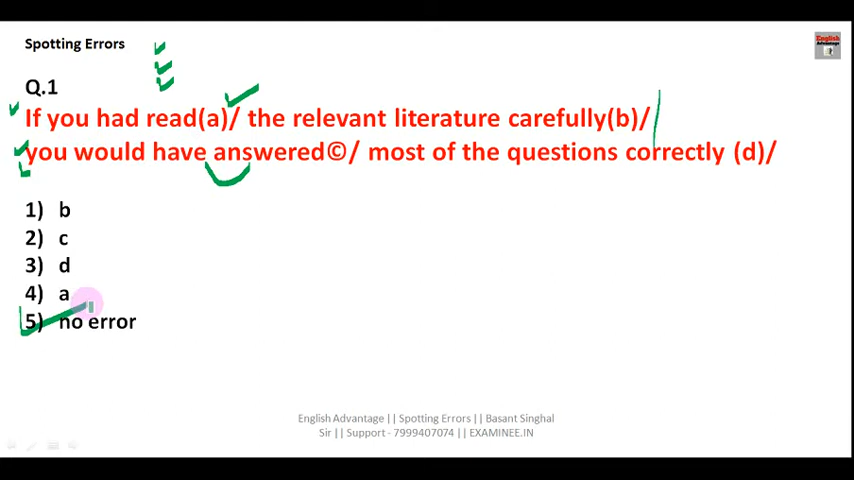 Spotting Errors
English
Advantage
Q.1
If you had read(a)/ the relevant literature carefully(b)/
you would have answered©/ most of the questions correctly (d)/
1) b
2) c
3) d
4) a
5) no error
English Advantage || Spotting Errors || Basant Singhal
Sir || Support - 7999407074 || EXAMINEE.IN